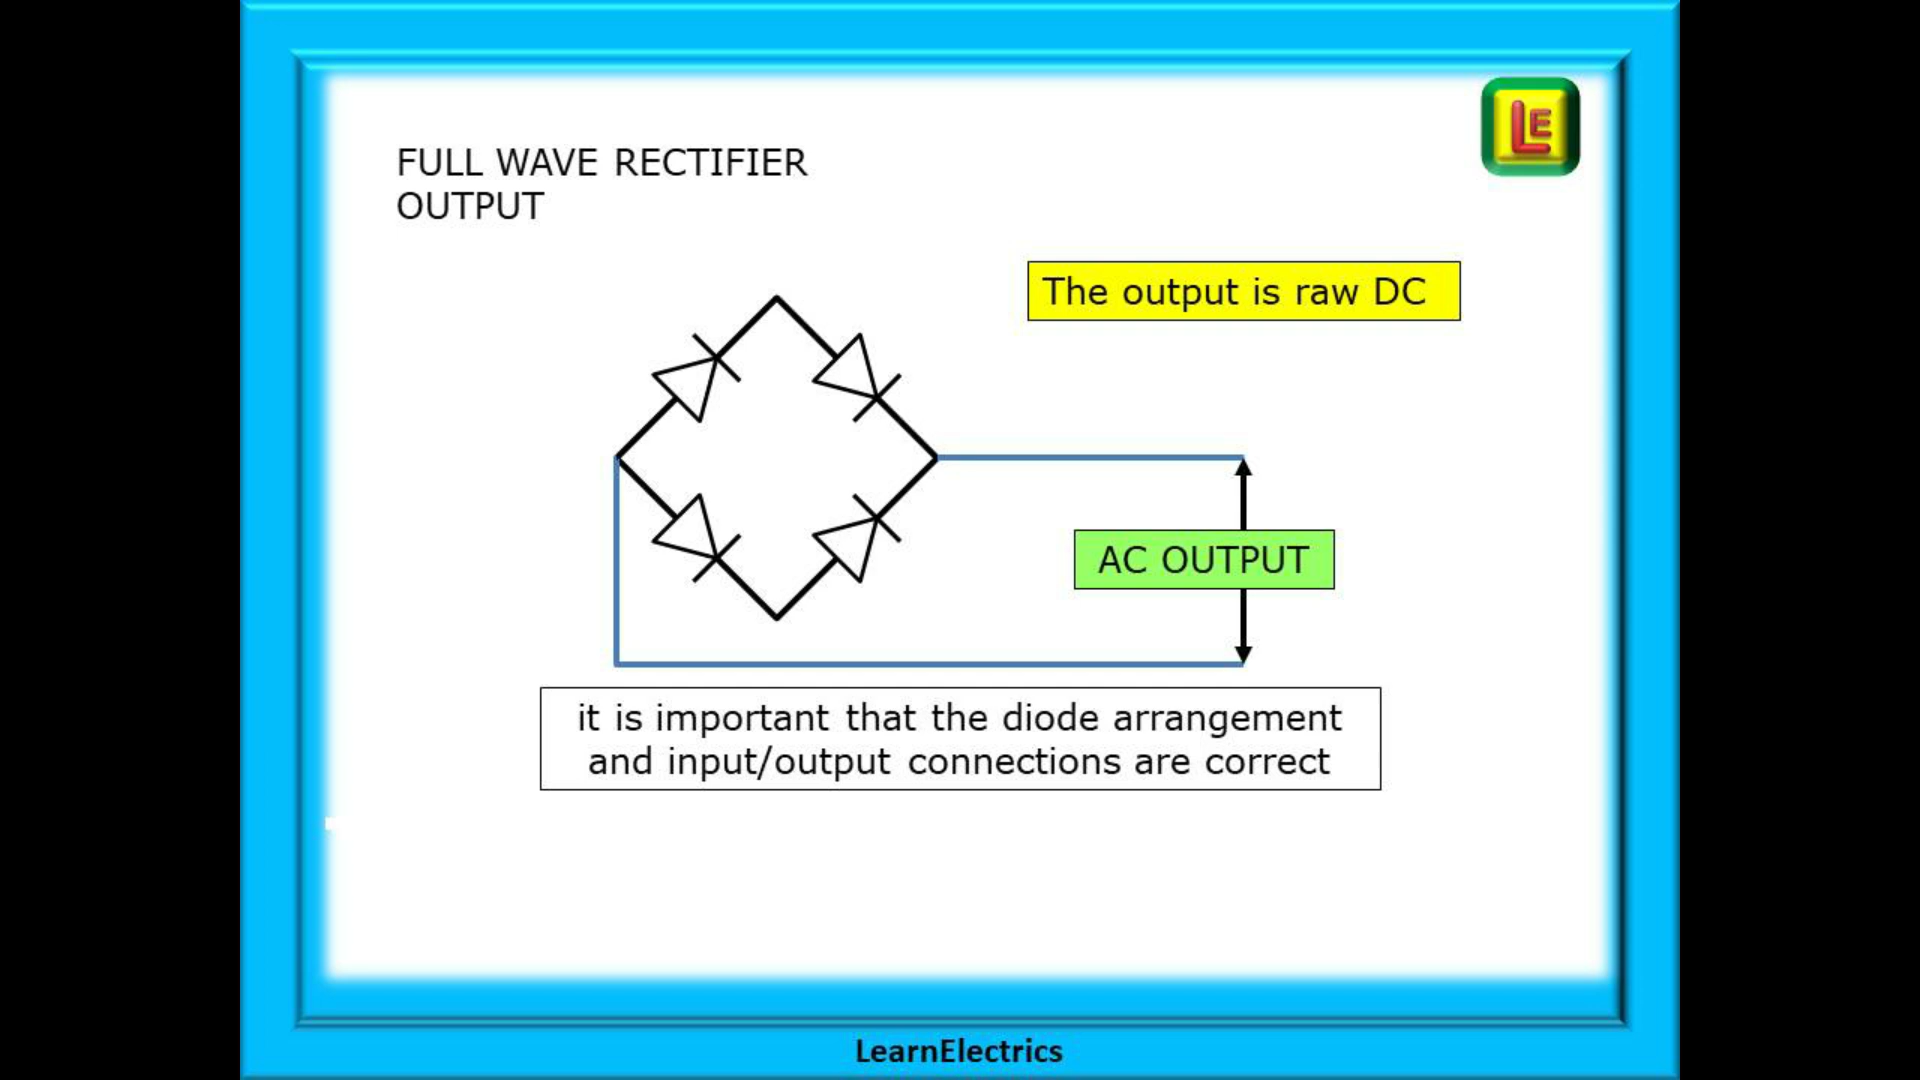 FULL WAVE RECTIFIER
OUTPUT
LE
The output is raw DC
AC OUTPUT
it is important that the diode arrangement
and input/output connections are correct
LearnElectrics